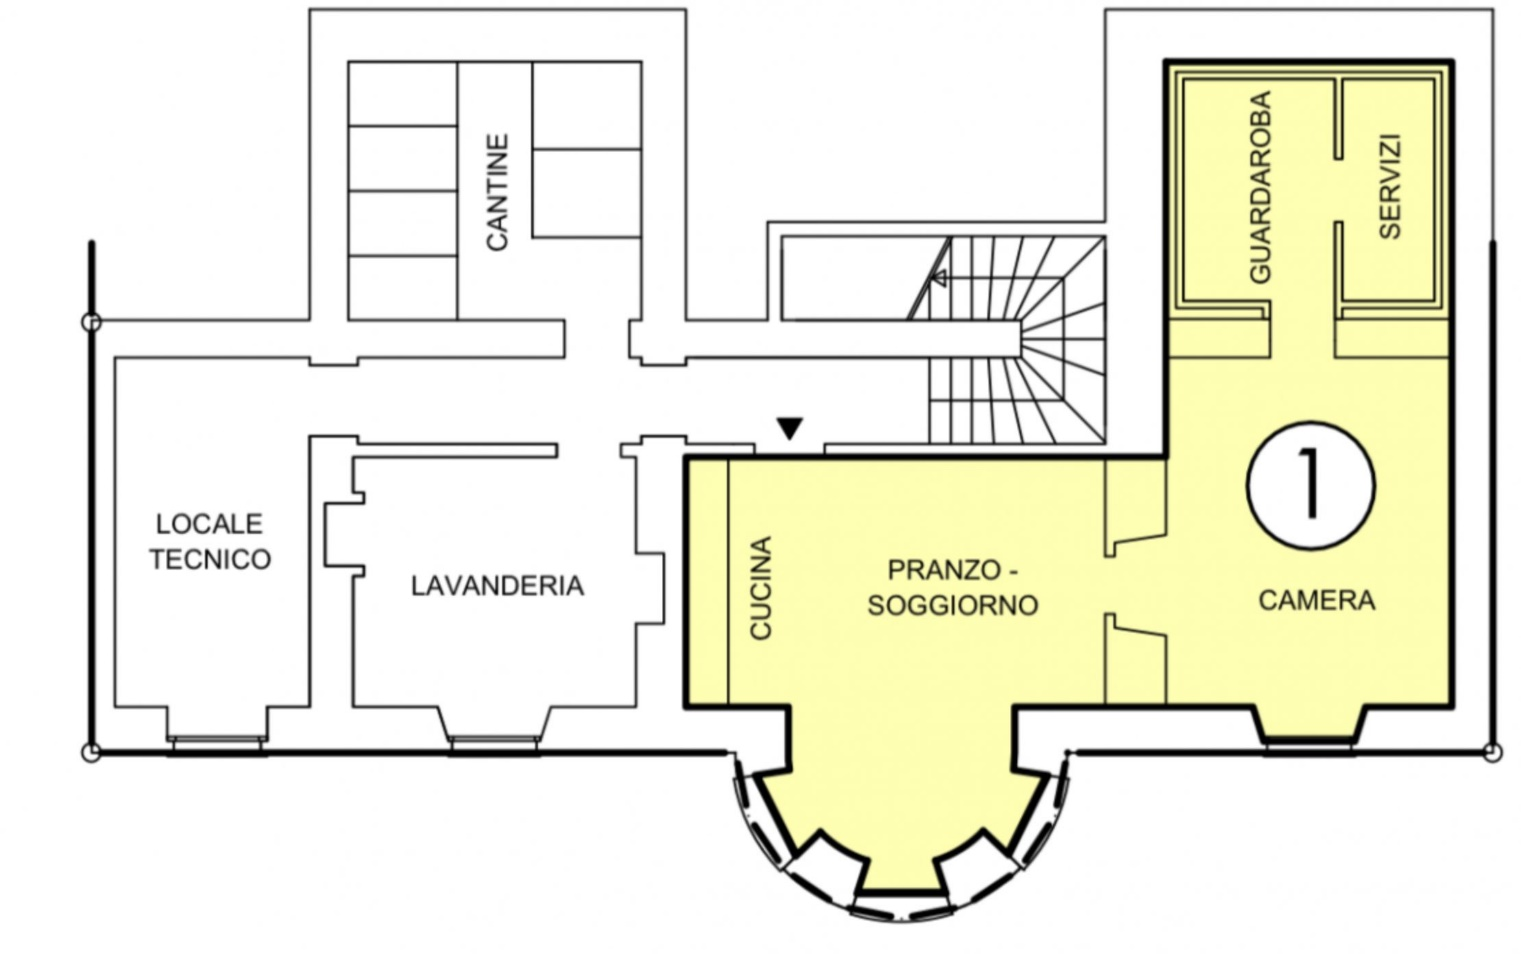 CANTINE
GUARDAROBA
SERVIZI
1
LOCALE
TECNICO
LAVANDERIA
CUCINA
PRANZO -
SOGGIORNO
CAMERA